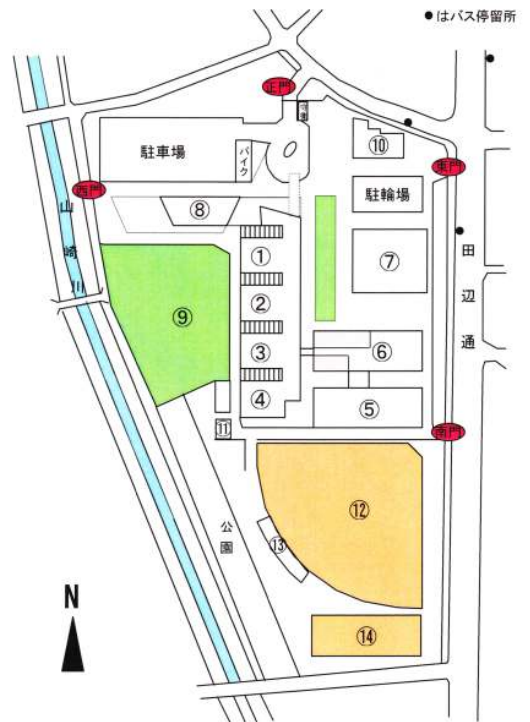 ●はバス停留所
正門
守衛
駐車場
バイク
⑩
東門
西門
駐輪場
⑧
山崎川
①
⑦
田辺通
②
⑨
③
⑥
④
⑤
⑪
南門
⑫
公園
⑬
N
⑭